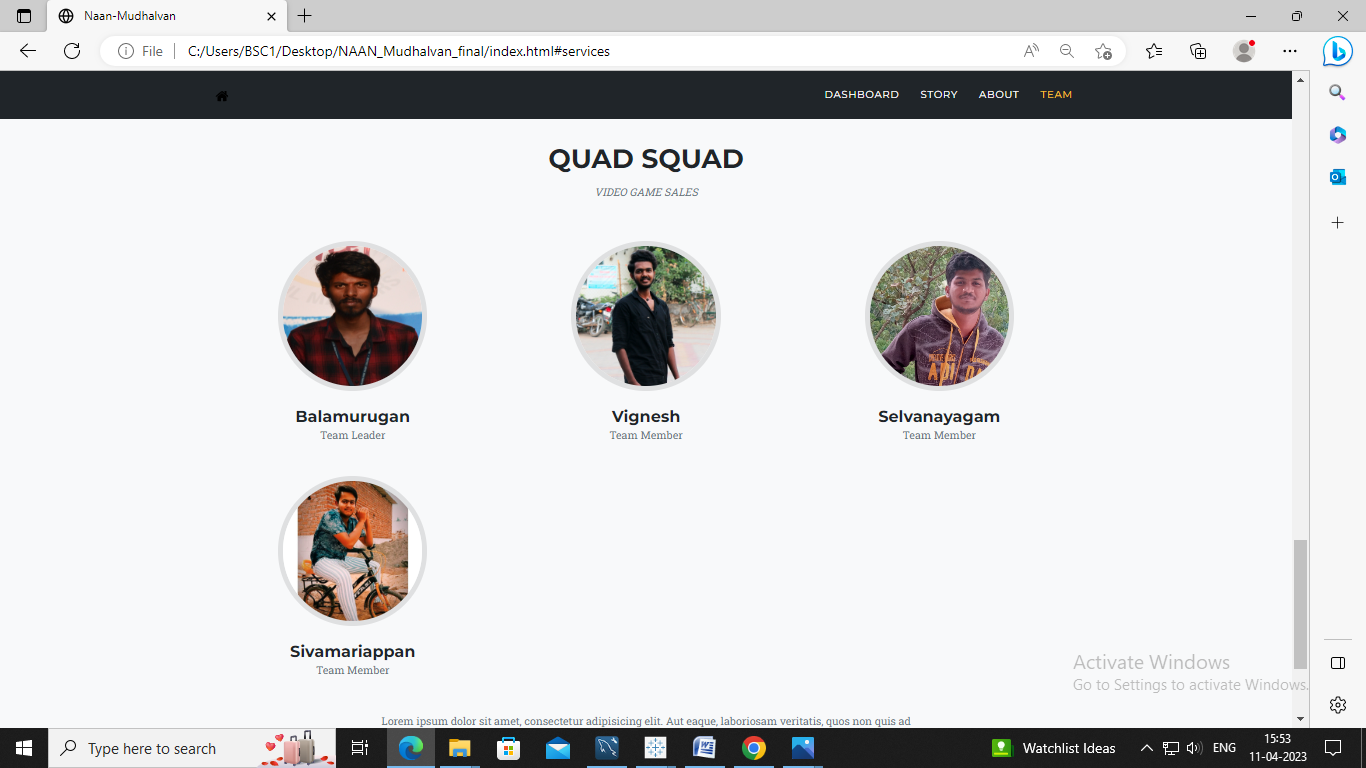 Naan-Mudhalvan
File
C:/Users/BSC1/Desktop/NAAN_Mudhalvan_final/index.html#services
DASHBOARD STORY ABOUT TEAM
QUAD SQUAD
VIDEO GAME SALES
Balamurugan
Team Leader
Vignesh
Team Member
Selvanayagam
Team Member
Sivamariappan
Team Member
Lorem ipsum dolor sit amet, consectetur adipisicing elit. Aut eaque, laboriosam veritatis, quos non quis ad
Activate Windows
Go to Settings to activate Windows.
Type here to search
Watchlist Ideas
ENG
15:53
11-04-2023